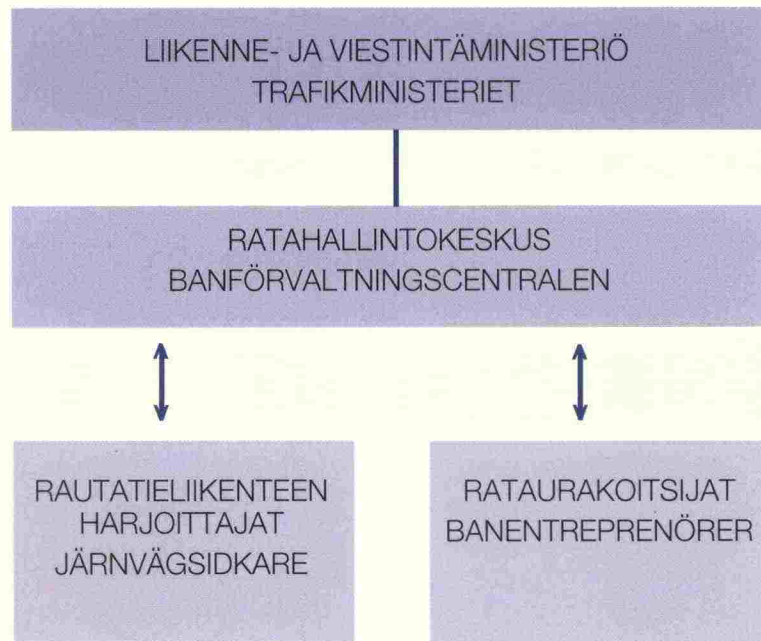 LIIKENNE- JA VIESTINTÄMINISTERIÖ
TRAFIKMINISTERIET
RATAHALLINTOKESKUS
BANFÖRVALTNINGSCENTRALEN
RAUTATIELIIKENTEEN
HARJOITTAJAT
JÄRNVÄGSIDKARE
RATAURAKOITSIJAT
BANENTREPRENÖRER